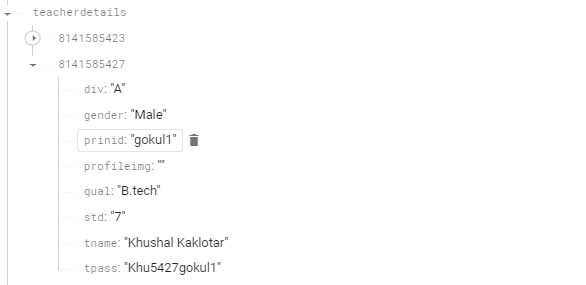 teacherdetails
8141585423
8141585427
div: "A"
gender: "Male"
prinid: "gokul1"
profileimg: ""
qual: "B.tech"
std: "7"
tname: "Khushal Kaklotar"
tpass: "Khu5427gokul1"